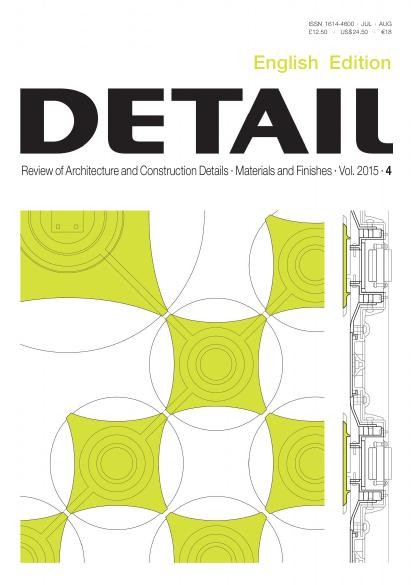 ISSN 1614-4600 · JUL · AUG
£12.50 · US$24.50 · €18
English Edition
DETAIL
Review of Architecture and Construction Details · Materials and Finishes · Vol. 2015 · 4